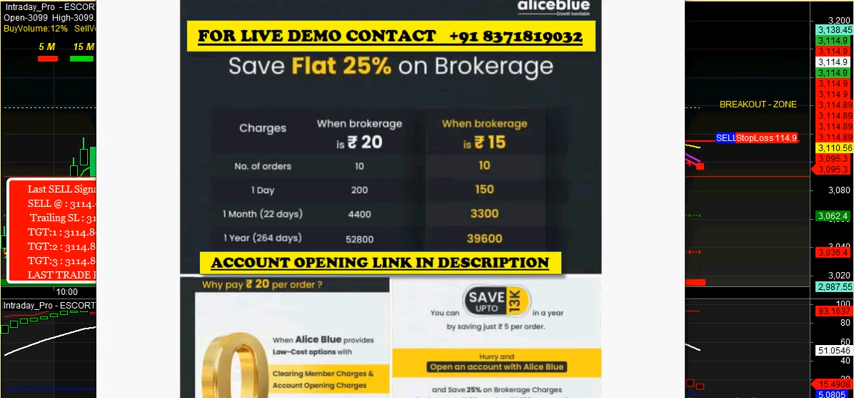 Intraday_Pro - ESCORT
Open-3099 High-3099.
BuyVolume:12% SellV
5 M 15 M
Last SELL Signa
SELL @ : 3114.
Trailing SL : 31
TGT:1 : 3114.8
TGT:2 : 3114.8
TGT:3 : 3114.8
LAST TRADE
10:00
Intraday_Pro - ESCORT
aliceblue
Growth Inevitable
FOR LIVE DEMO CONTACT +91 8371819032
Save Flat 25% on Brokerage
Charges When brokerage is ₹ 20 When brokerage is ₹ 15
No. of orders 10 10
1 Day 200 150
1 Month (22 days) 4400 3300
1 Year (264 days) 52800 39600
ACCOUNT OPENING LINK IN DESCRIPTION
Why pay ₹ 20 per order ?
When Alice Blue provides
Low-Cost options with
Clearing Member Charges &
Account Opening Charges
You can SAVE UPTO 13K in a year
by saving just ₹ 5 per order.
Hurry and
Open an account with Alice Blue
and Save 25% on Brokerage Charges
BREAKOUT - ZONE
SELL StopLoss 114.9
3,200
3,138.45
3,114.9
3,114.9
3,114.9
3,114.9
3,114.9
3,114.89
3,114.89
3,114.89
3,114.89
3,110.56
3,095.3
3,095.3
3,080
3,062.4
3,040
3,036.4
3,020
2,987.55
100
93.1637
80
51.0546
40
20
15.4908
5.0805